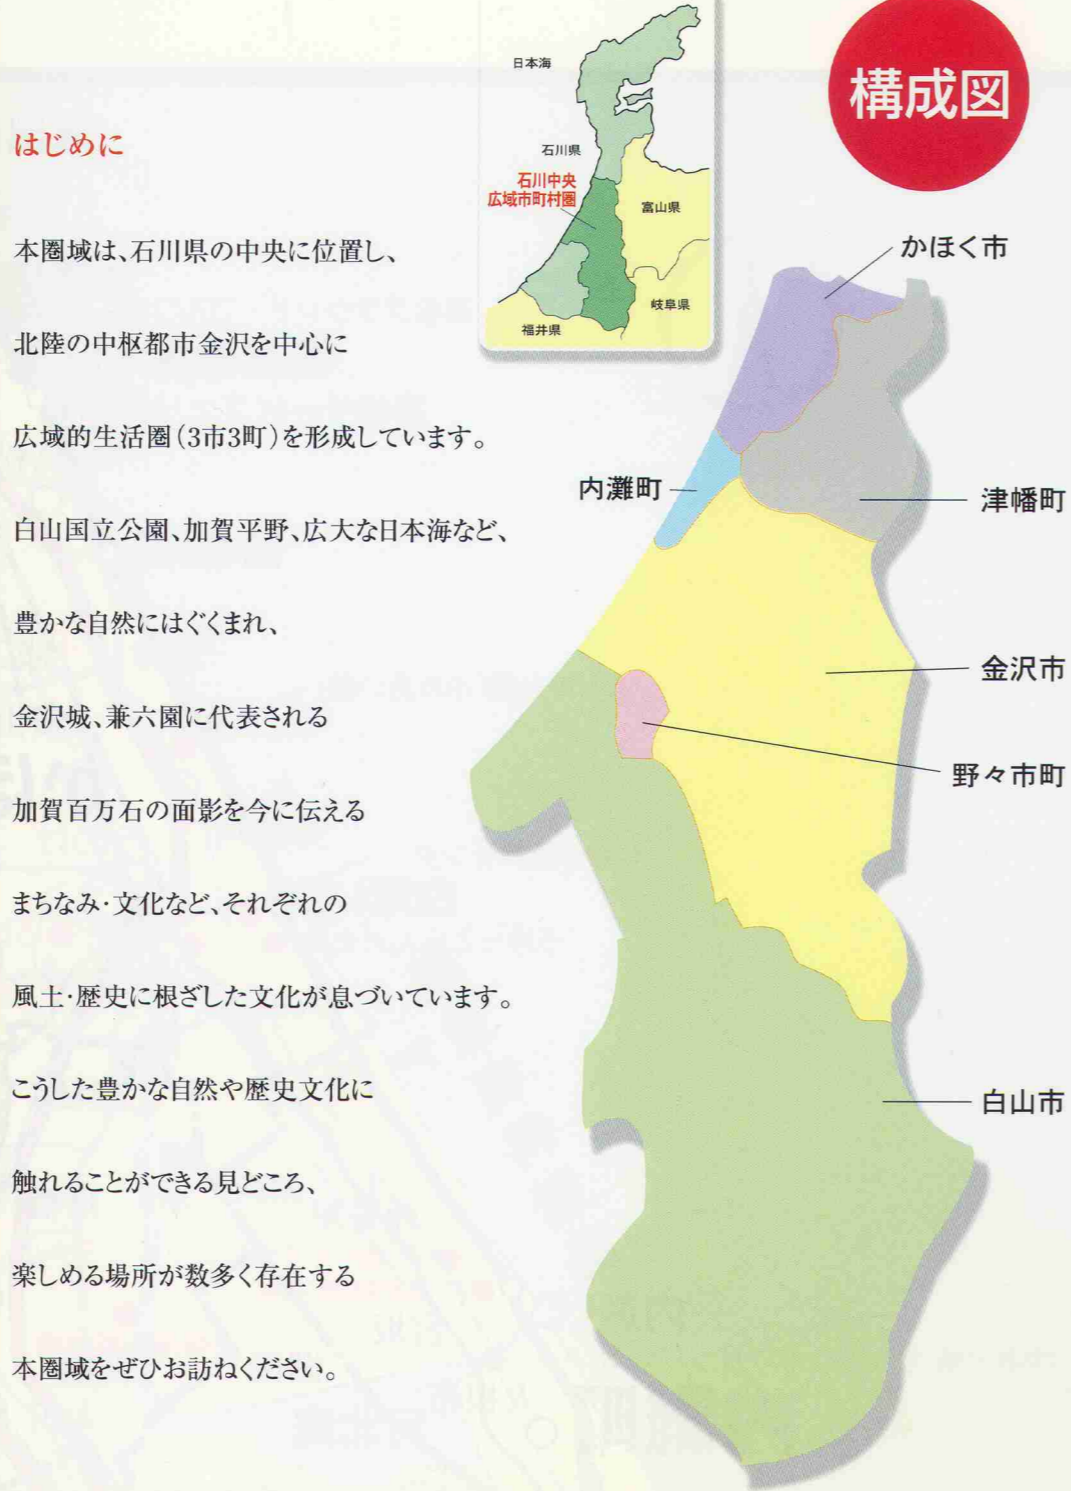 構成図
日本海
石川県
石川中央
広域市町村圏
富山県
岐阜県
福井県
はじめに
本圏域は、石川県の中央に位置し、
北陸の中枢都市金沢を中心に
広域的生活圏(3市3町)を形成しています。
白山国立公園、加賀平野、広大な日本海など、
豊かな自然にはぐくまれ、
金沢城、兼六園に代表される
加賀百万石の面影を今に伝える
まちなみ・文化など、それぞれの
風土・歴史に根ざした文化が息づいています。
こうした豊かな自然や歴史文化に
触れることができる見どころ、
楽しめる場所が数多く存在する
本圏域をぜひお訪ねください。
かほく市
内灘町
津幡町
金沢市
野々市町
白山市